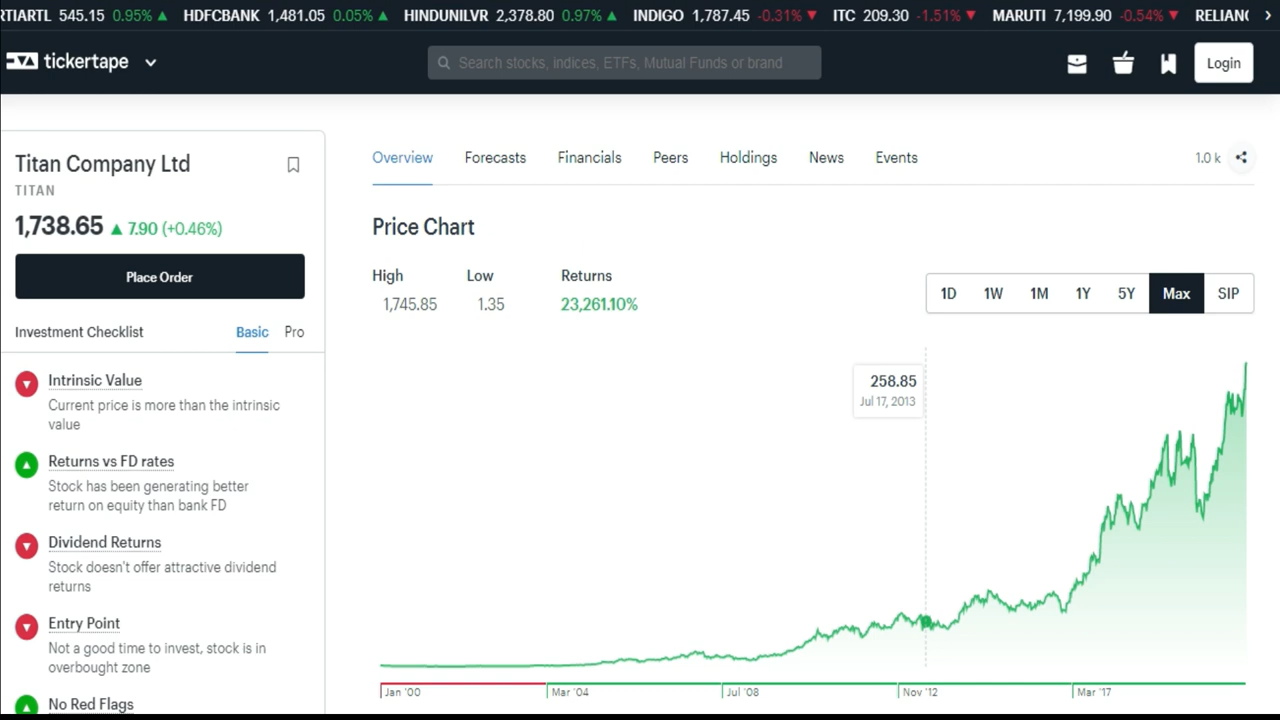 545.15 0.95% ▲ HDFCBANK 1,481.05 0.05% ▲ HINDUNILVR 2,378.80 0.97% ▲ INDIGO 1,787.45 -0.31% ▼ ITC 209.30 -1.51% ▼ MARUTI 7,199.90 -0.54% ▼
tickertape
Search stocks, indices, ETFs, Mutual Funds or brand
Login
Titan Company Ltd
TITAN
1,738.65 ▲ 7.90 (+0.46%)
Place Order
Investment Checklist Basic Pro
Intrinsic Value
Current price is more than the intrinsic
value
Returns vs FD rates
Stock has been generating better
return on equity than bank FD
Dividend Returns
Stock doesn't offer attractive dividend
returns
Entry Point
Not a good time to invest, stock is in
overbought zone
No Red Flags
Overview Forecasts Financials Peers Holdings News Events 1.0 k
Price Chart
High Low Returns
1,745.85 1.35 23,261.10%
1D 1W 1M 1Y 5Y Max SIP
258.85
Jul 17, 2013
Jan '00 Mar '04 Jul '08 Nov '12 Mar '17